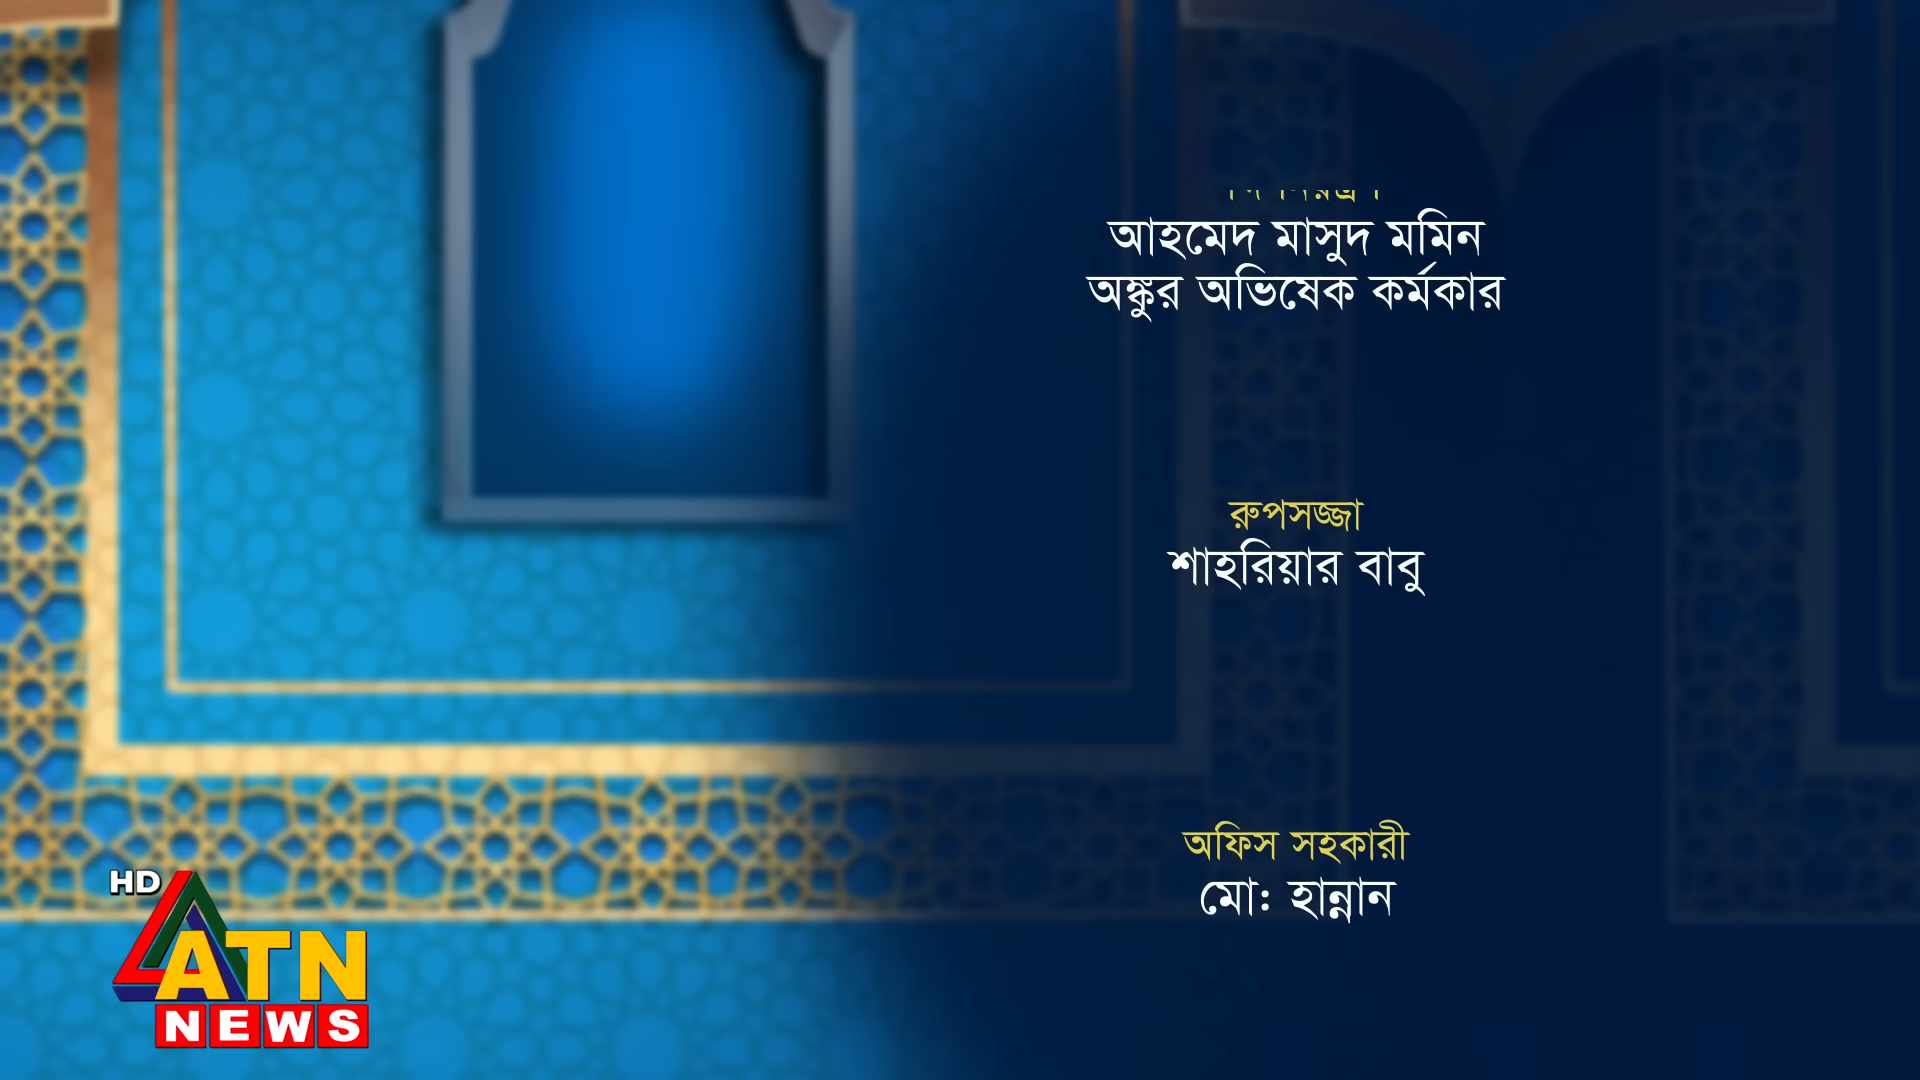 আহমেদ মাসুদ মমিন
অঙ্কুর অভিষেক কর্মকার
রুপসজ্জা
শাহরিয়ার বাবু
অফিস সহকারী
মো: হান্নান
HD
ATN
NEWS